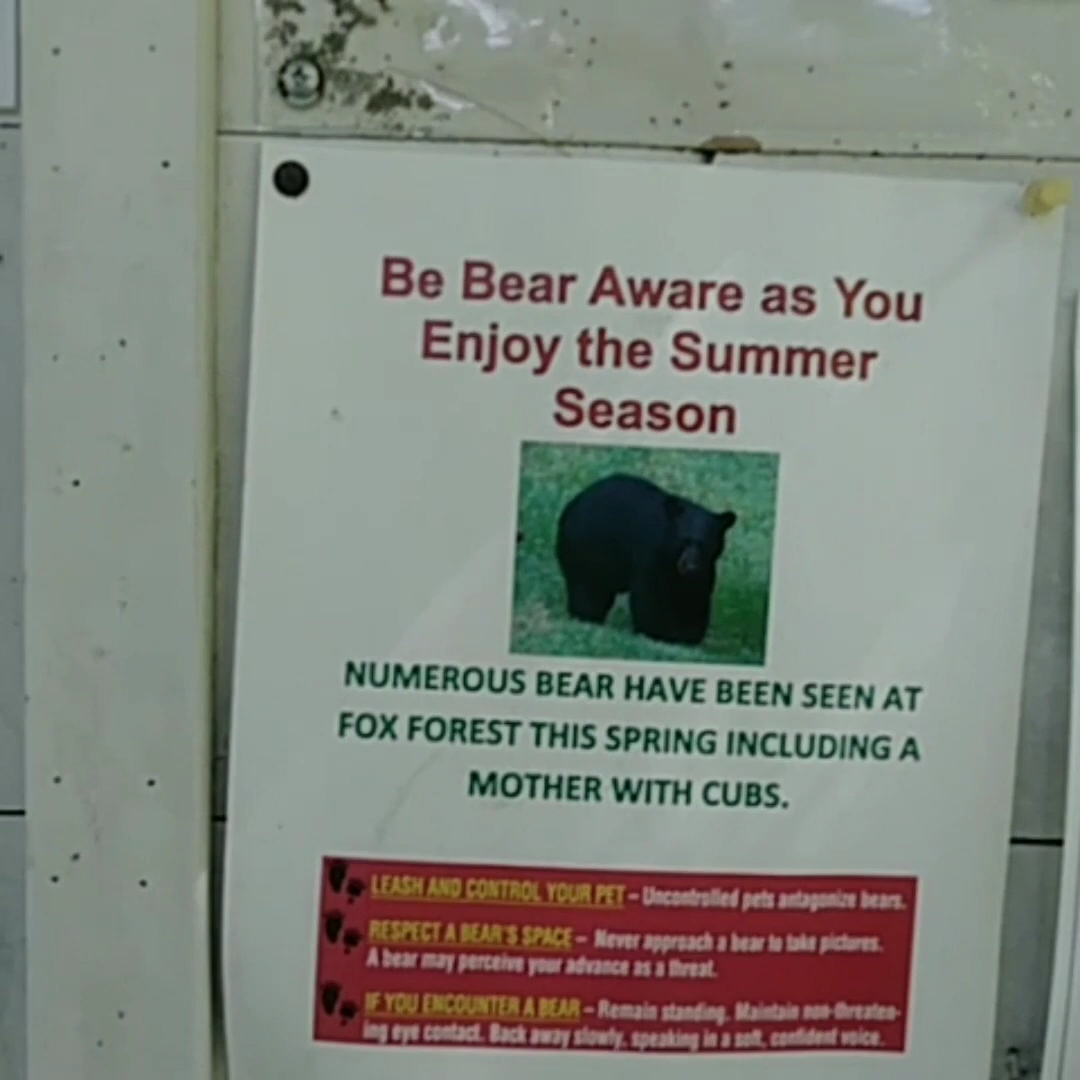 Be Bear Aware as You
Enjoy the Summer
Season
NUMEROUS BEAR HAVE BEEN SEEN AT
FOX FOREST THIS SPRING INCLUDING A
MOTHER WITH CUBS.
LEASH AND CONTROL YOUR PET – Uncontrolled pets antagonize bears.
RESPECT A BEAR'S SPACE – Never approach a bear to take pictures.
A bear may perceive your advance as a threat.
IF YOU ENCOUNTER A BEAR – Remain standing. Maintain non-threaten-
ing eye contact. Back away slowly, speaking in a soft, confident voice.